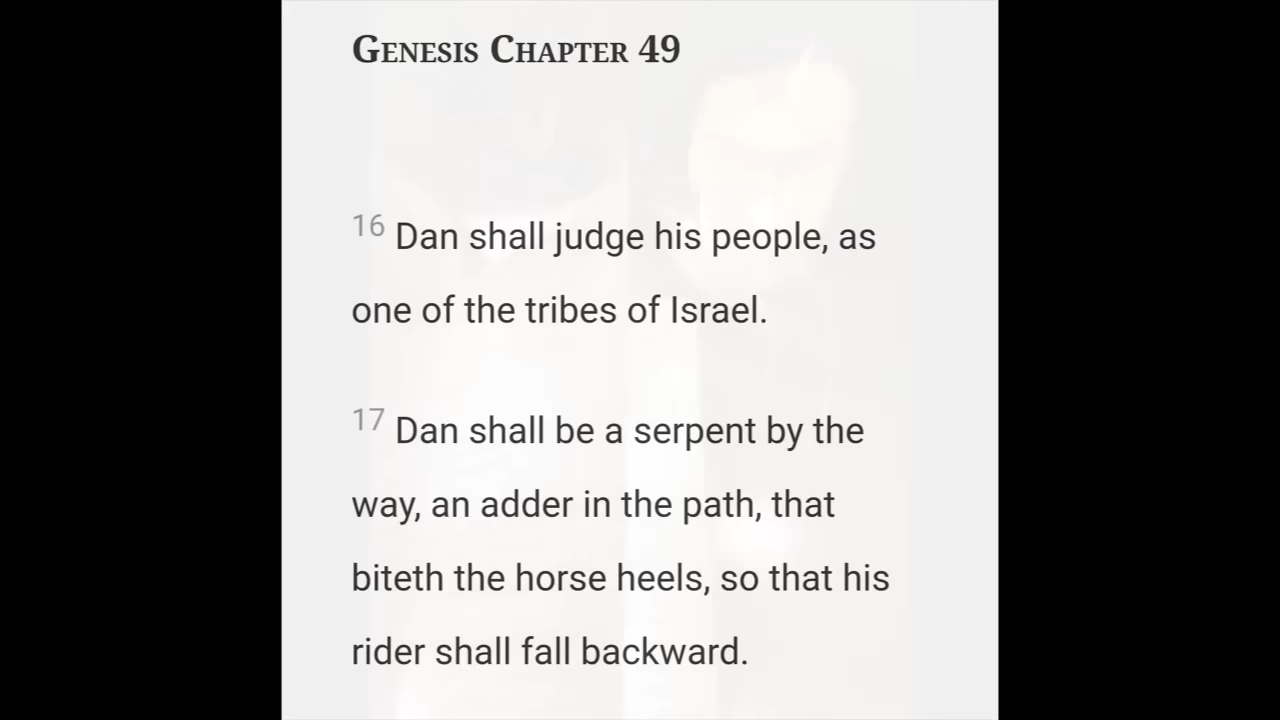 Genesis Chapter 49
16 Dan shall judge his people, as
one of the tribes of Israel.
17 Dan shall be a serpent by the
way, an adder in the path, that
biteth the horse heels, so that his
rider shall fall backward.